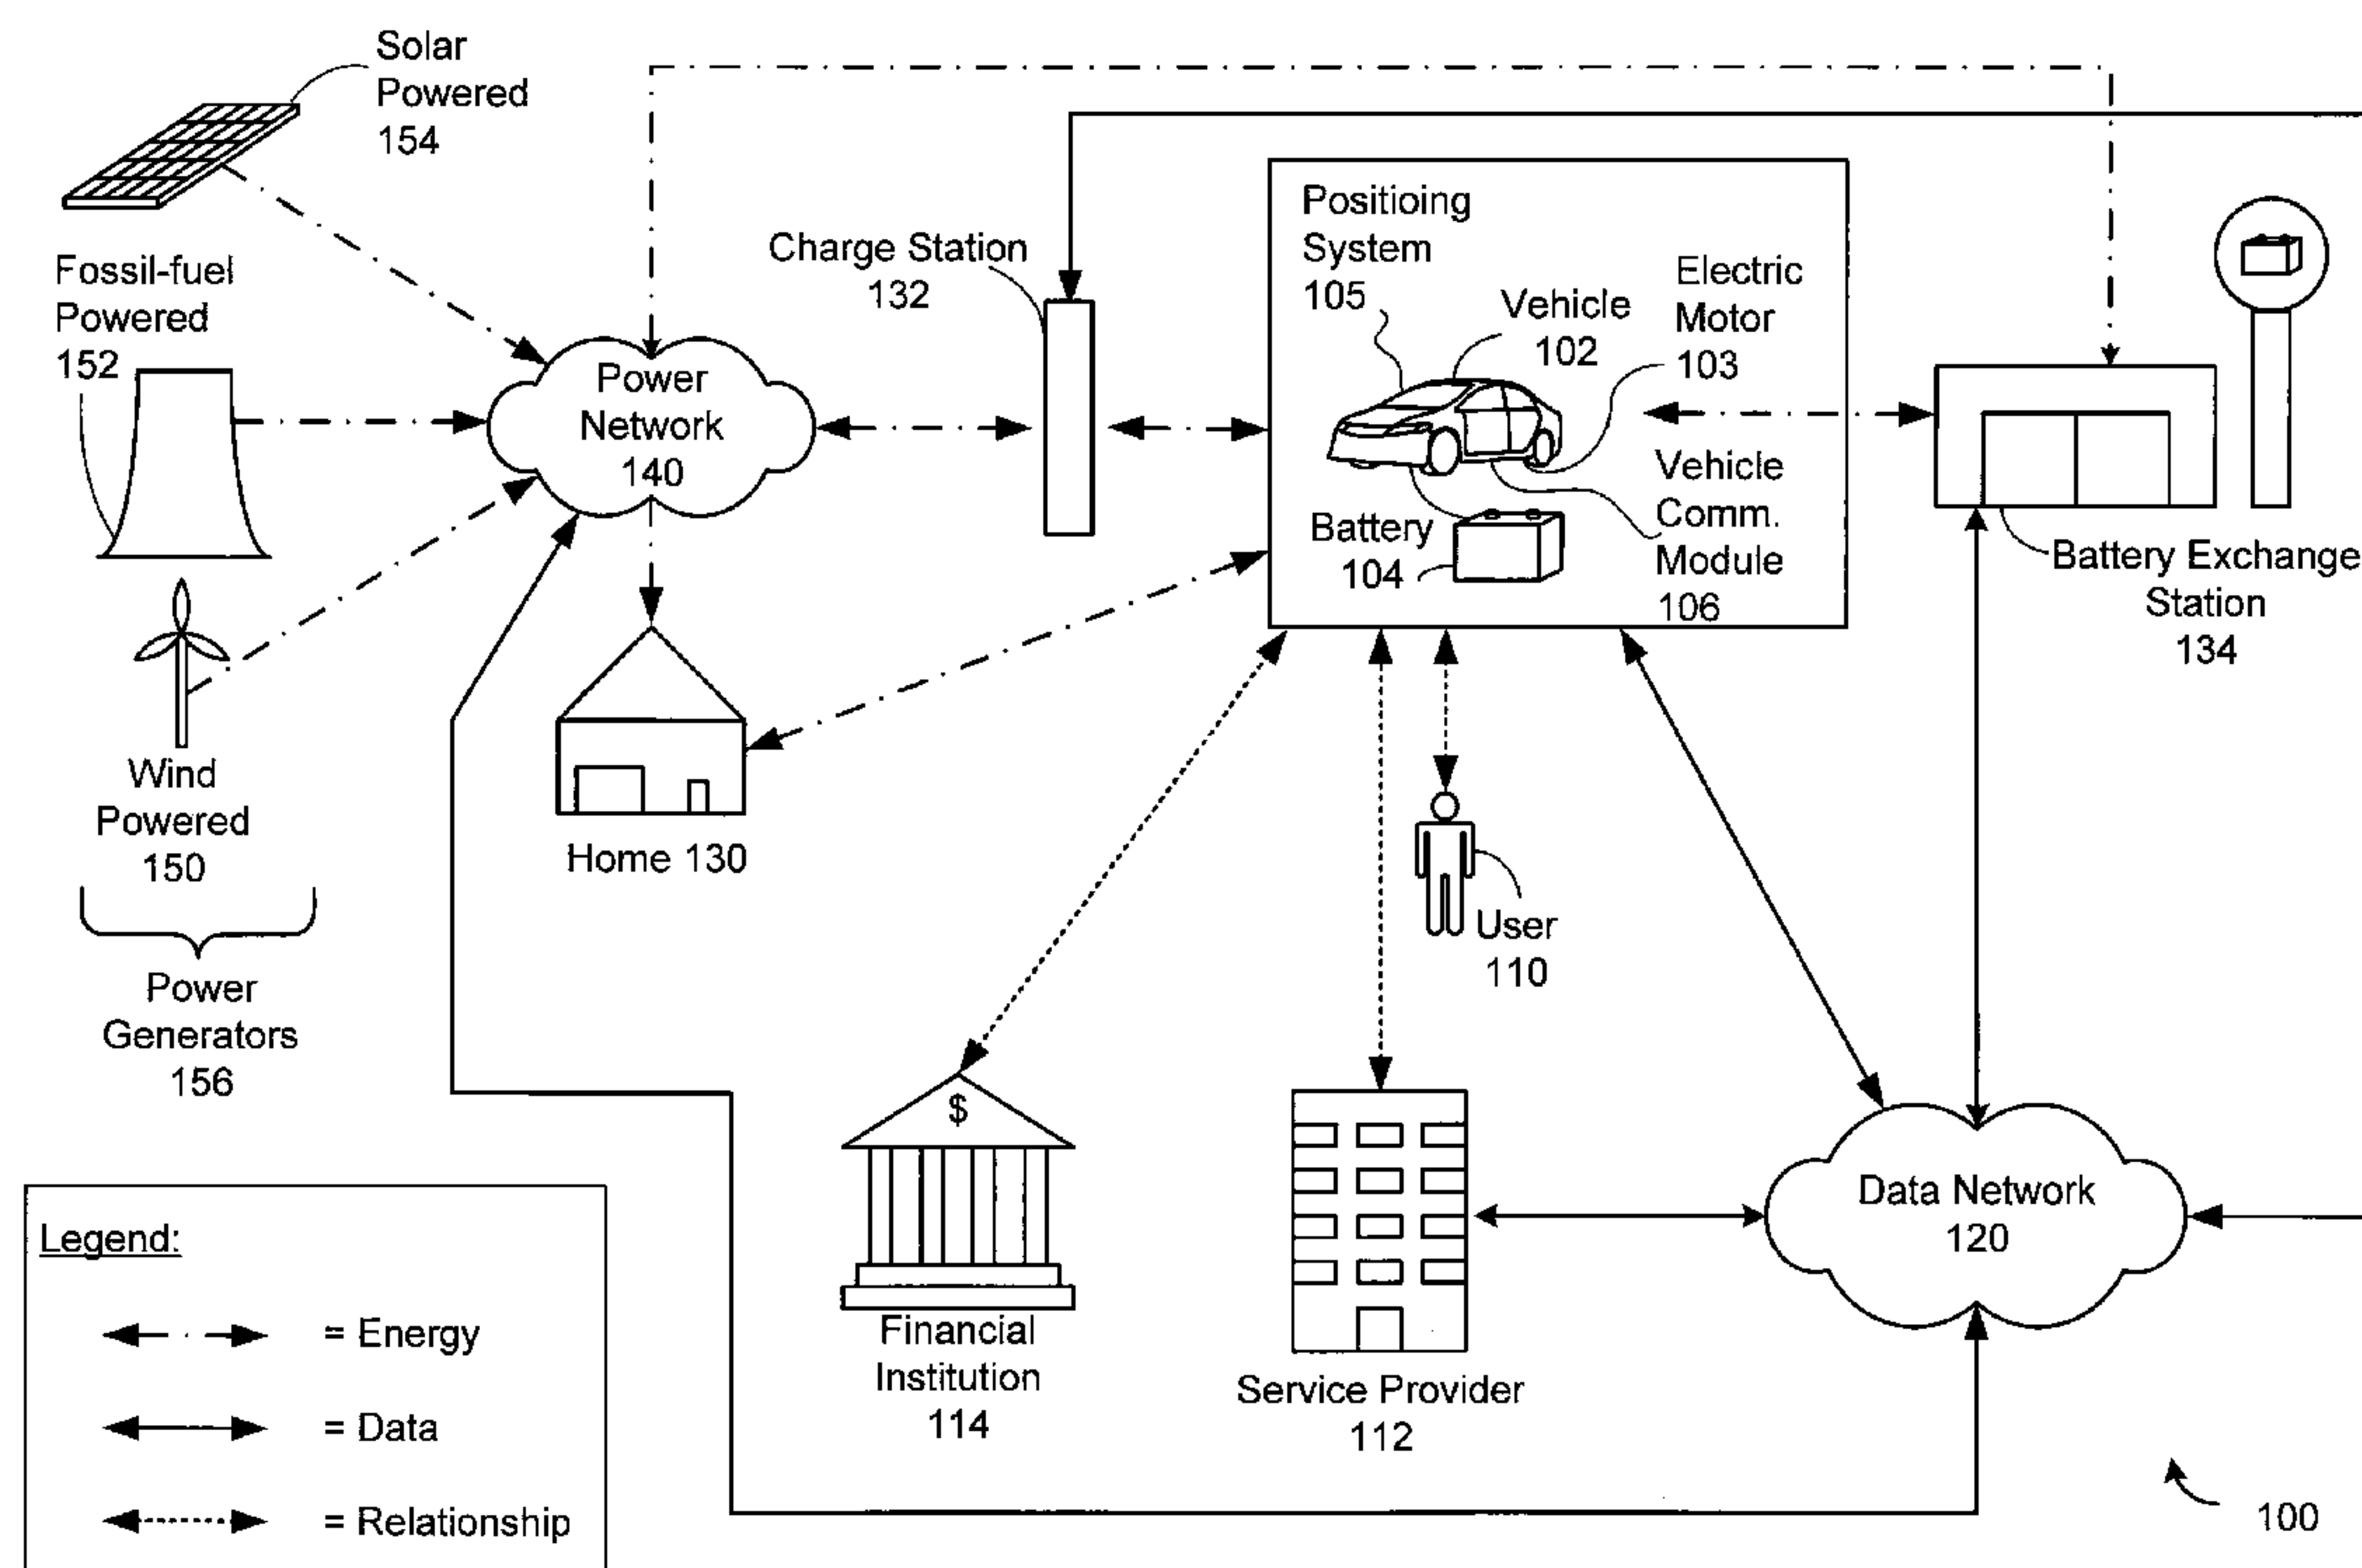 Solar
Powered
154
Fossil-fuel
Powered
152
Wind
Powered
150
Power
Generators
156
Power
Network
140
Home 130
Charge Station
132
Positioing
System
105
Vehicle
102
Electric
Motor
103
Battery
104
Vehicle
Comm.
Module
106
Battery Exchange
Station
134
User
110
$
Financial
Institution
114
Service Provider
112
Data Network
120
100
Legend:
= Energy
= Data
= Relationship